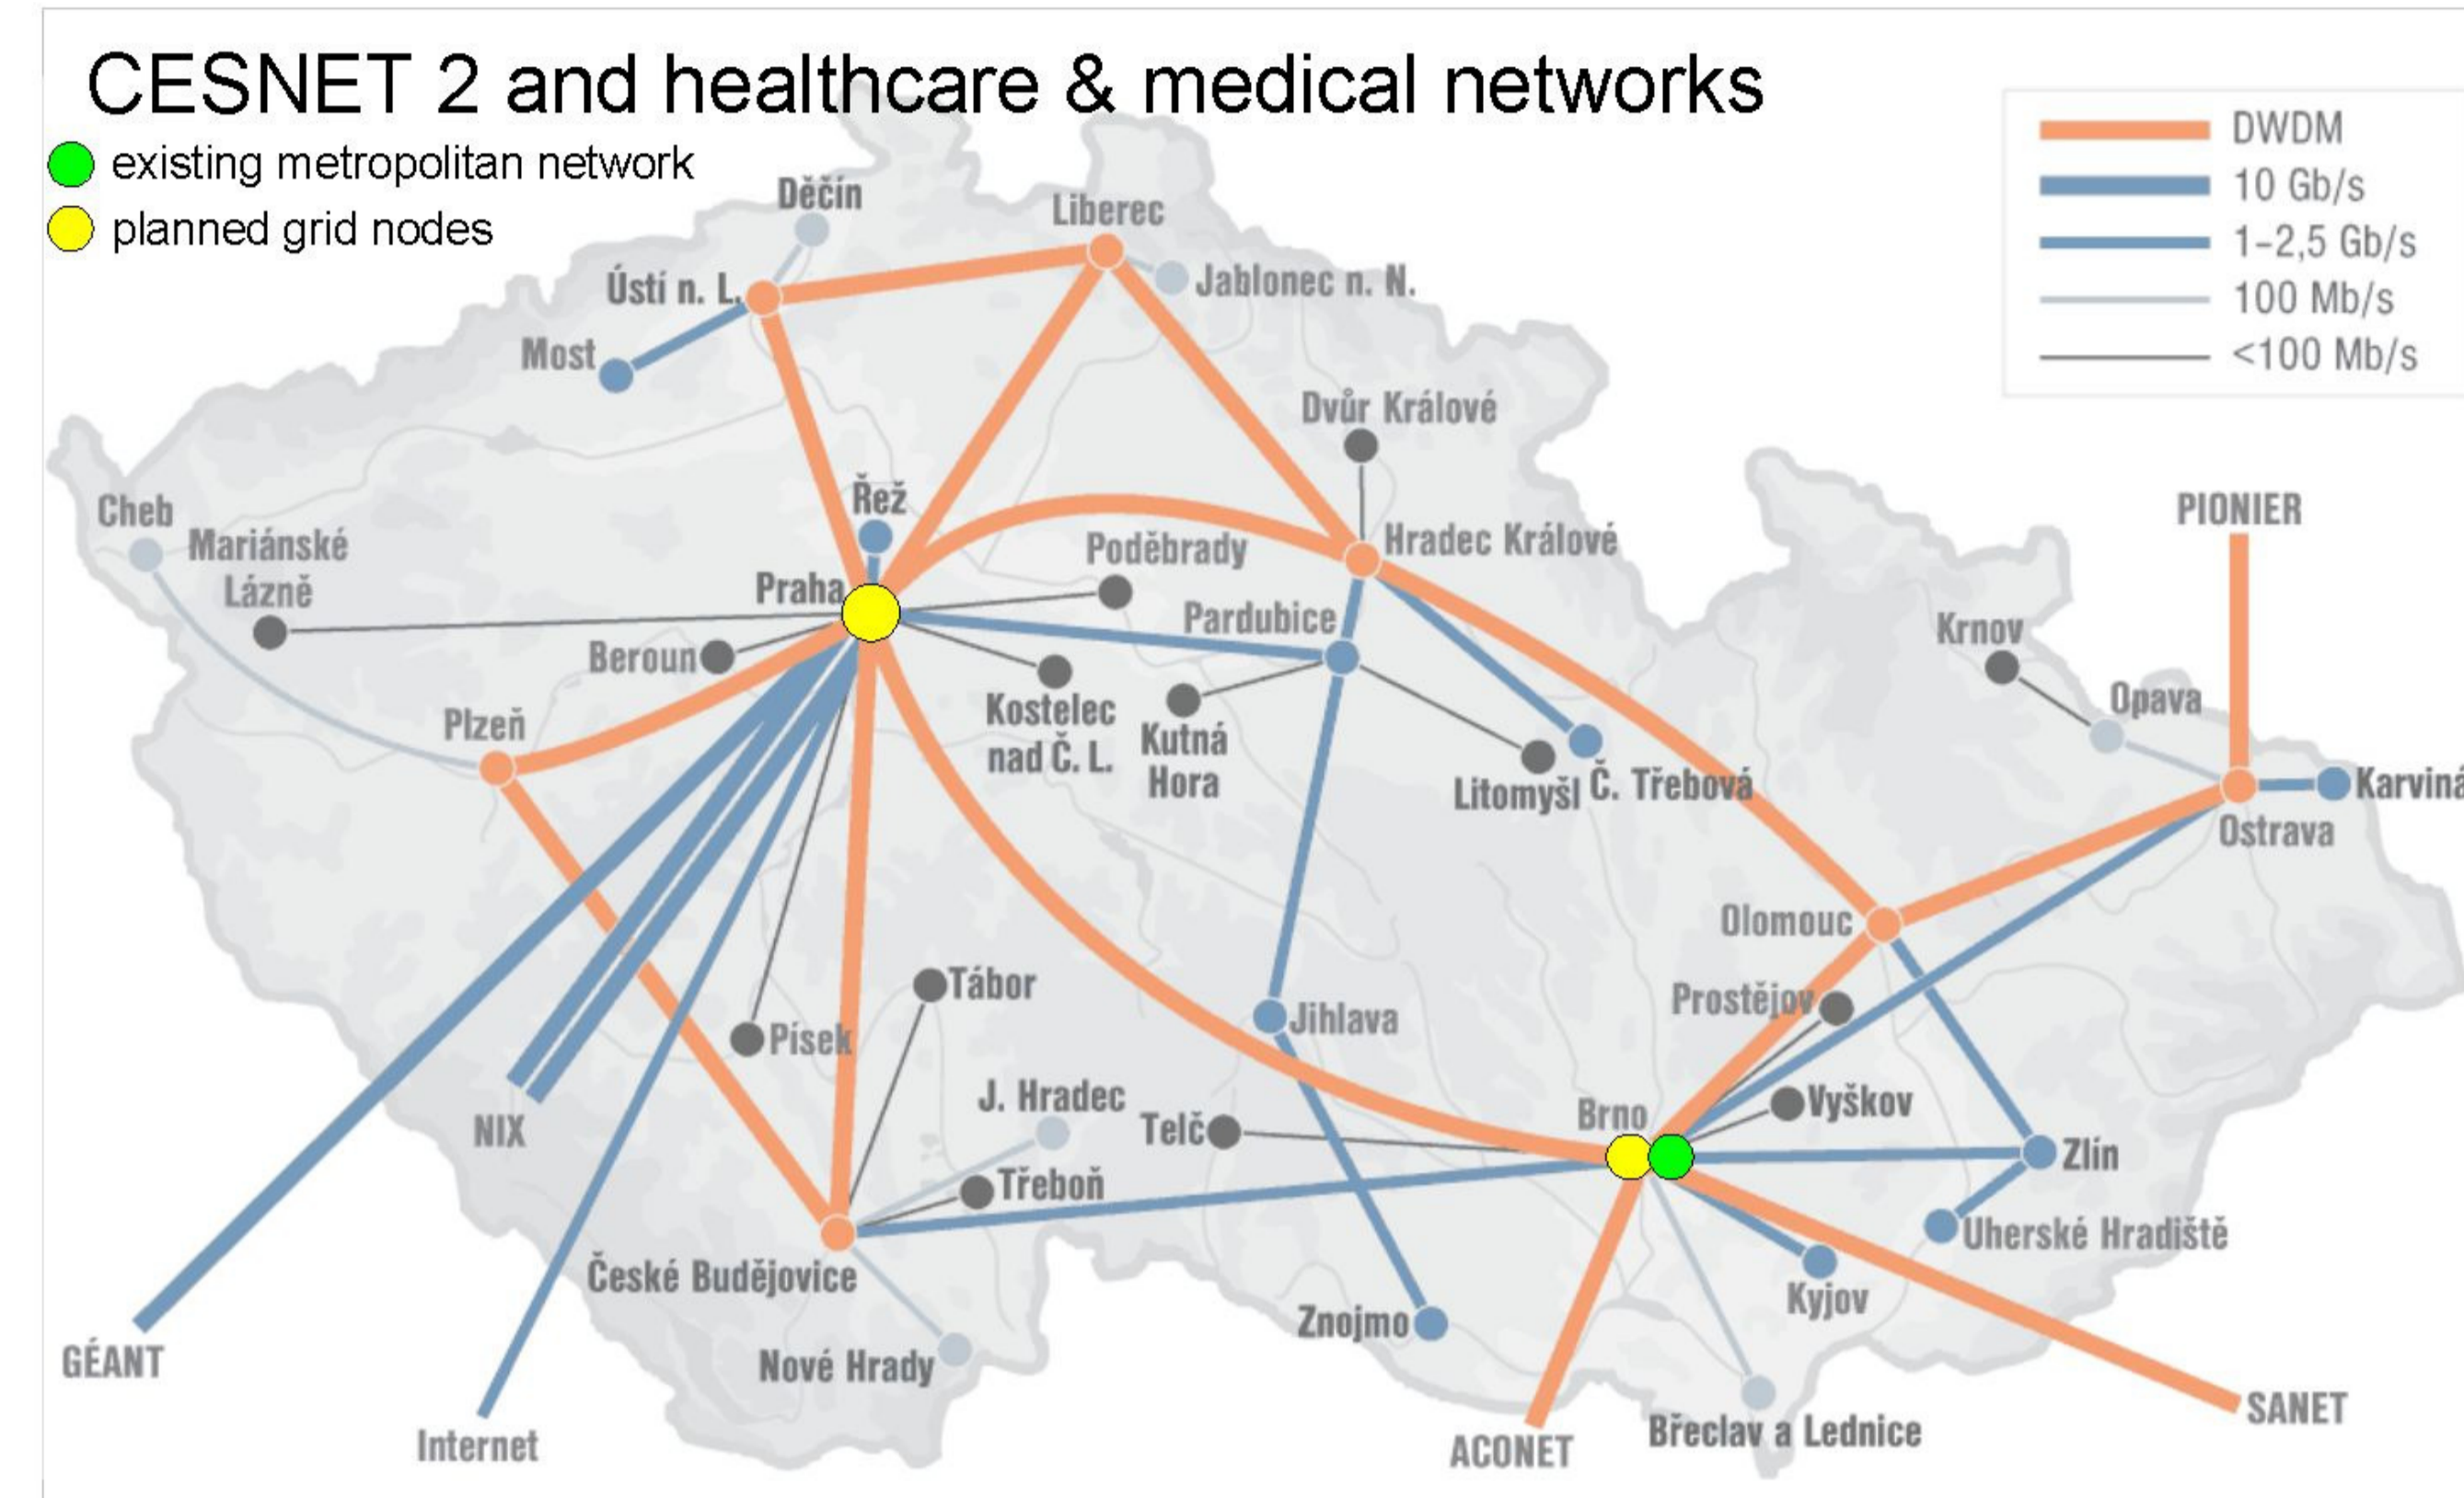 CESNET 2 and healthcare & medical networks
existing metropolitan network
planned grid nodes
DWDM
10 Gb/s
1–2,5 Gb/s
100 Mb/s
<100 Mb/s
Děčín
Liberec
Ústí n. L.
Jablonec n. N.
Most
Dvůr Králové
Řež
Cheb
Mariánské
Lázně
PIONIER
Poděbrady
Hradec Králové
Praha
Pardubice
Beroun
Krnov
Kostelec
nad Č. L.
Kutná
Hora
Opava
Plzeň
Litomyšl
Č. Třebová
Karviná
Ostrava
Olomouc
Tábor
Prostějov
Jihlava
Písek
J. Hradec
Telč
Brno
Vyškov
NIX
Třeboň
Zlín
Uherské Hradiště
České Budějovice
Kyjov
Znojmo
GÉANT
Nové Hrady
SANET
Internet
ACONET
Břeclav a Lednice